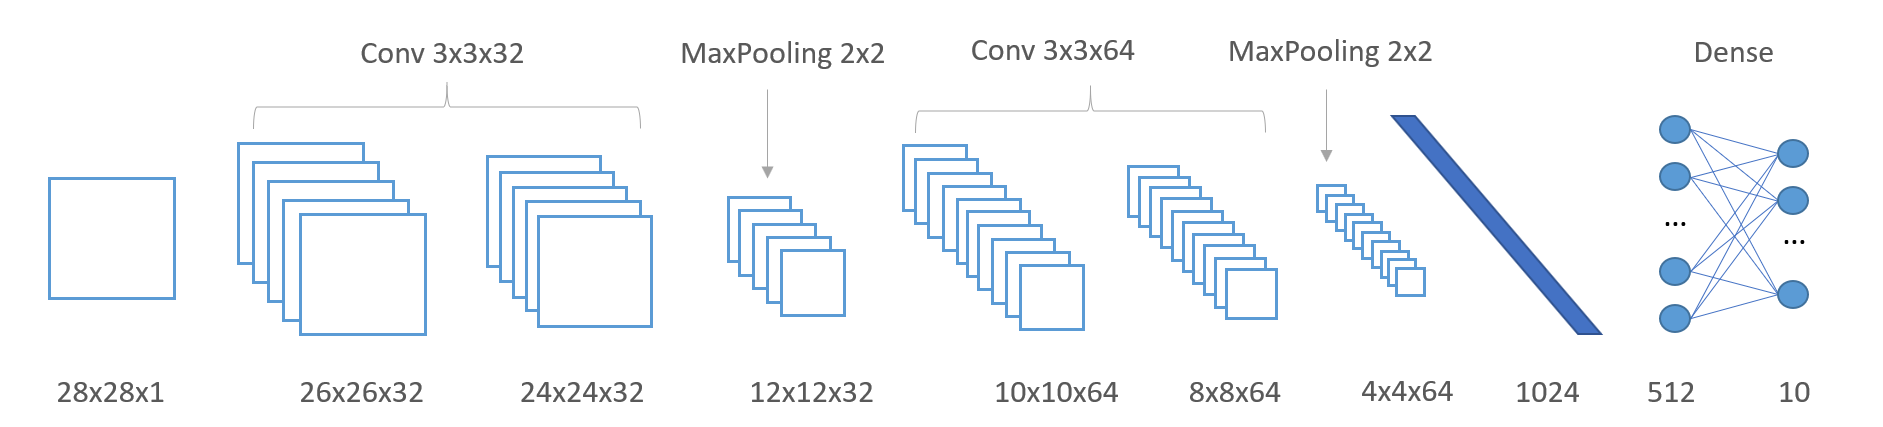 Conv 3x3x32
MaxPooling 2x2
Conv 3x3x64
MaxPooling 2x2
Dense
...
...
28x28x1
26x26x32
24x24x32
12x12x32
10x10x64
8x8x64
4x4x64
1024
512
10